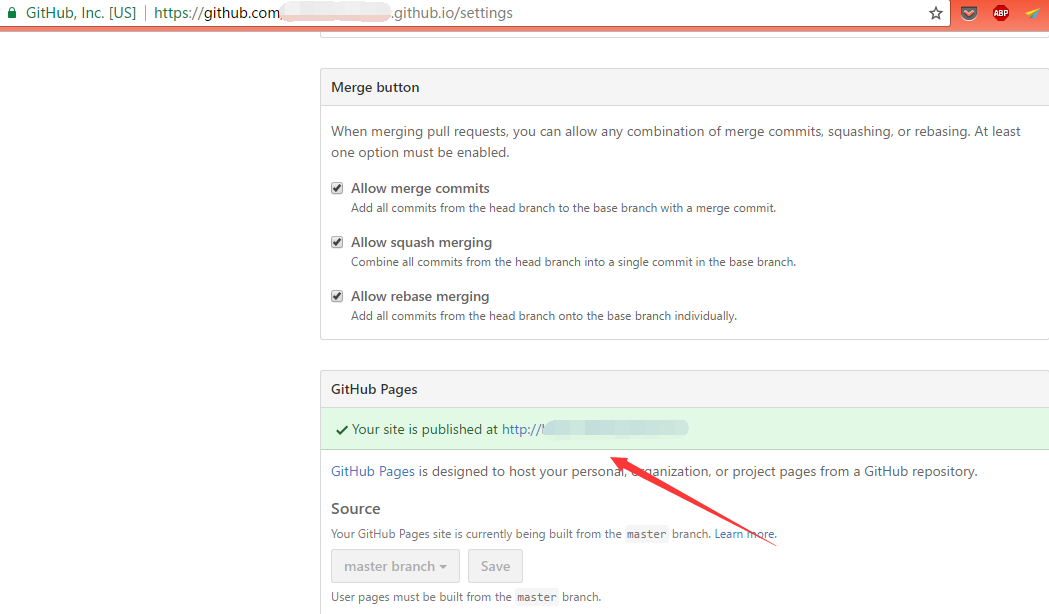 GitHub, Inc. [US] https://github.com .github.io/settings
ABP
Merge button
When merging pull requests, you can allow any combination of merge commits, squashing, or rebasing. At least
one option must be enabled.
Allow merge commits
Add all commits from the head branch to the base branch with a merge commit.
Allow squash merging
Combine all commits from the head branch into a single commit in the base branch.
Allow rebase merging
Add all commits from the head branch onto the base branch individually.
GitHub Pages
Your site is published at http://
GitHub Pages is designed to host your personal, organization, or project pages from a GitHub repository.
Source
Your GitHub Pages site is currently being built from the master branch. Learn more.
master branch Save
User pages must be built from the master branch.